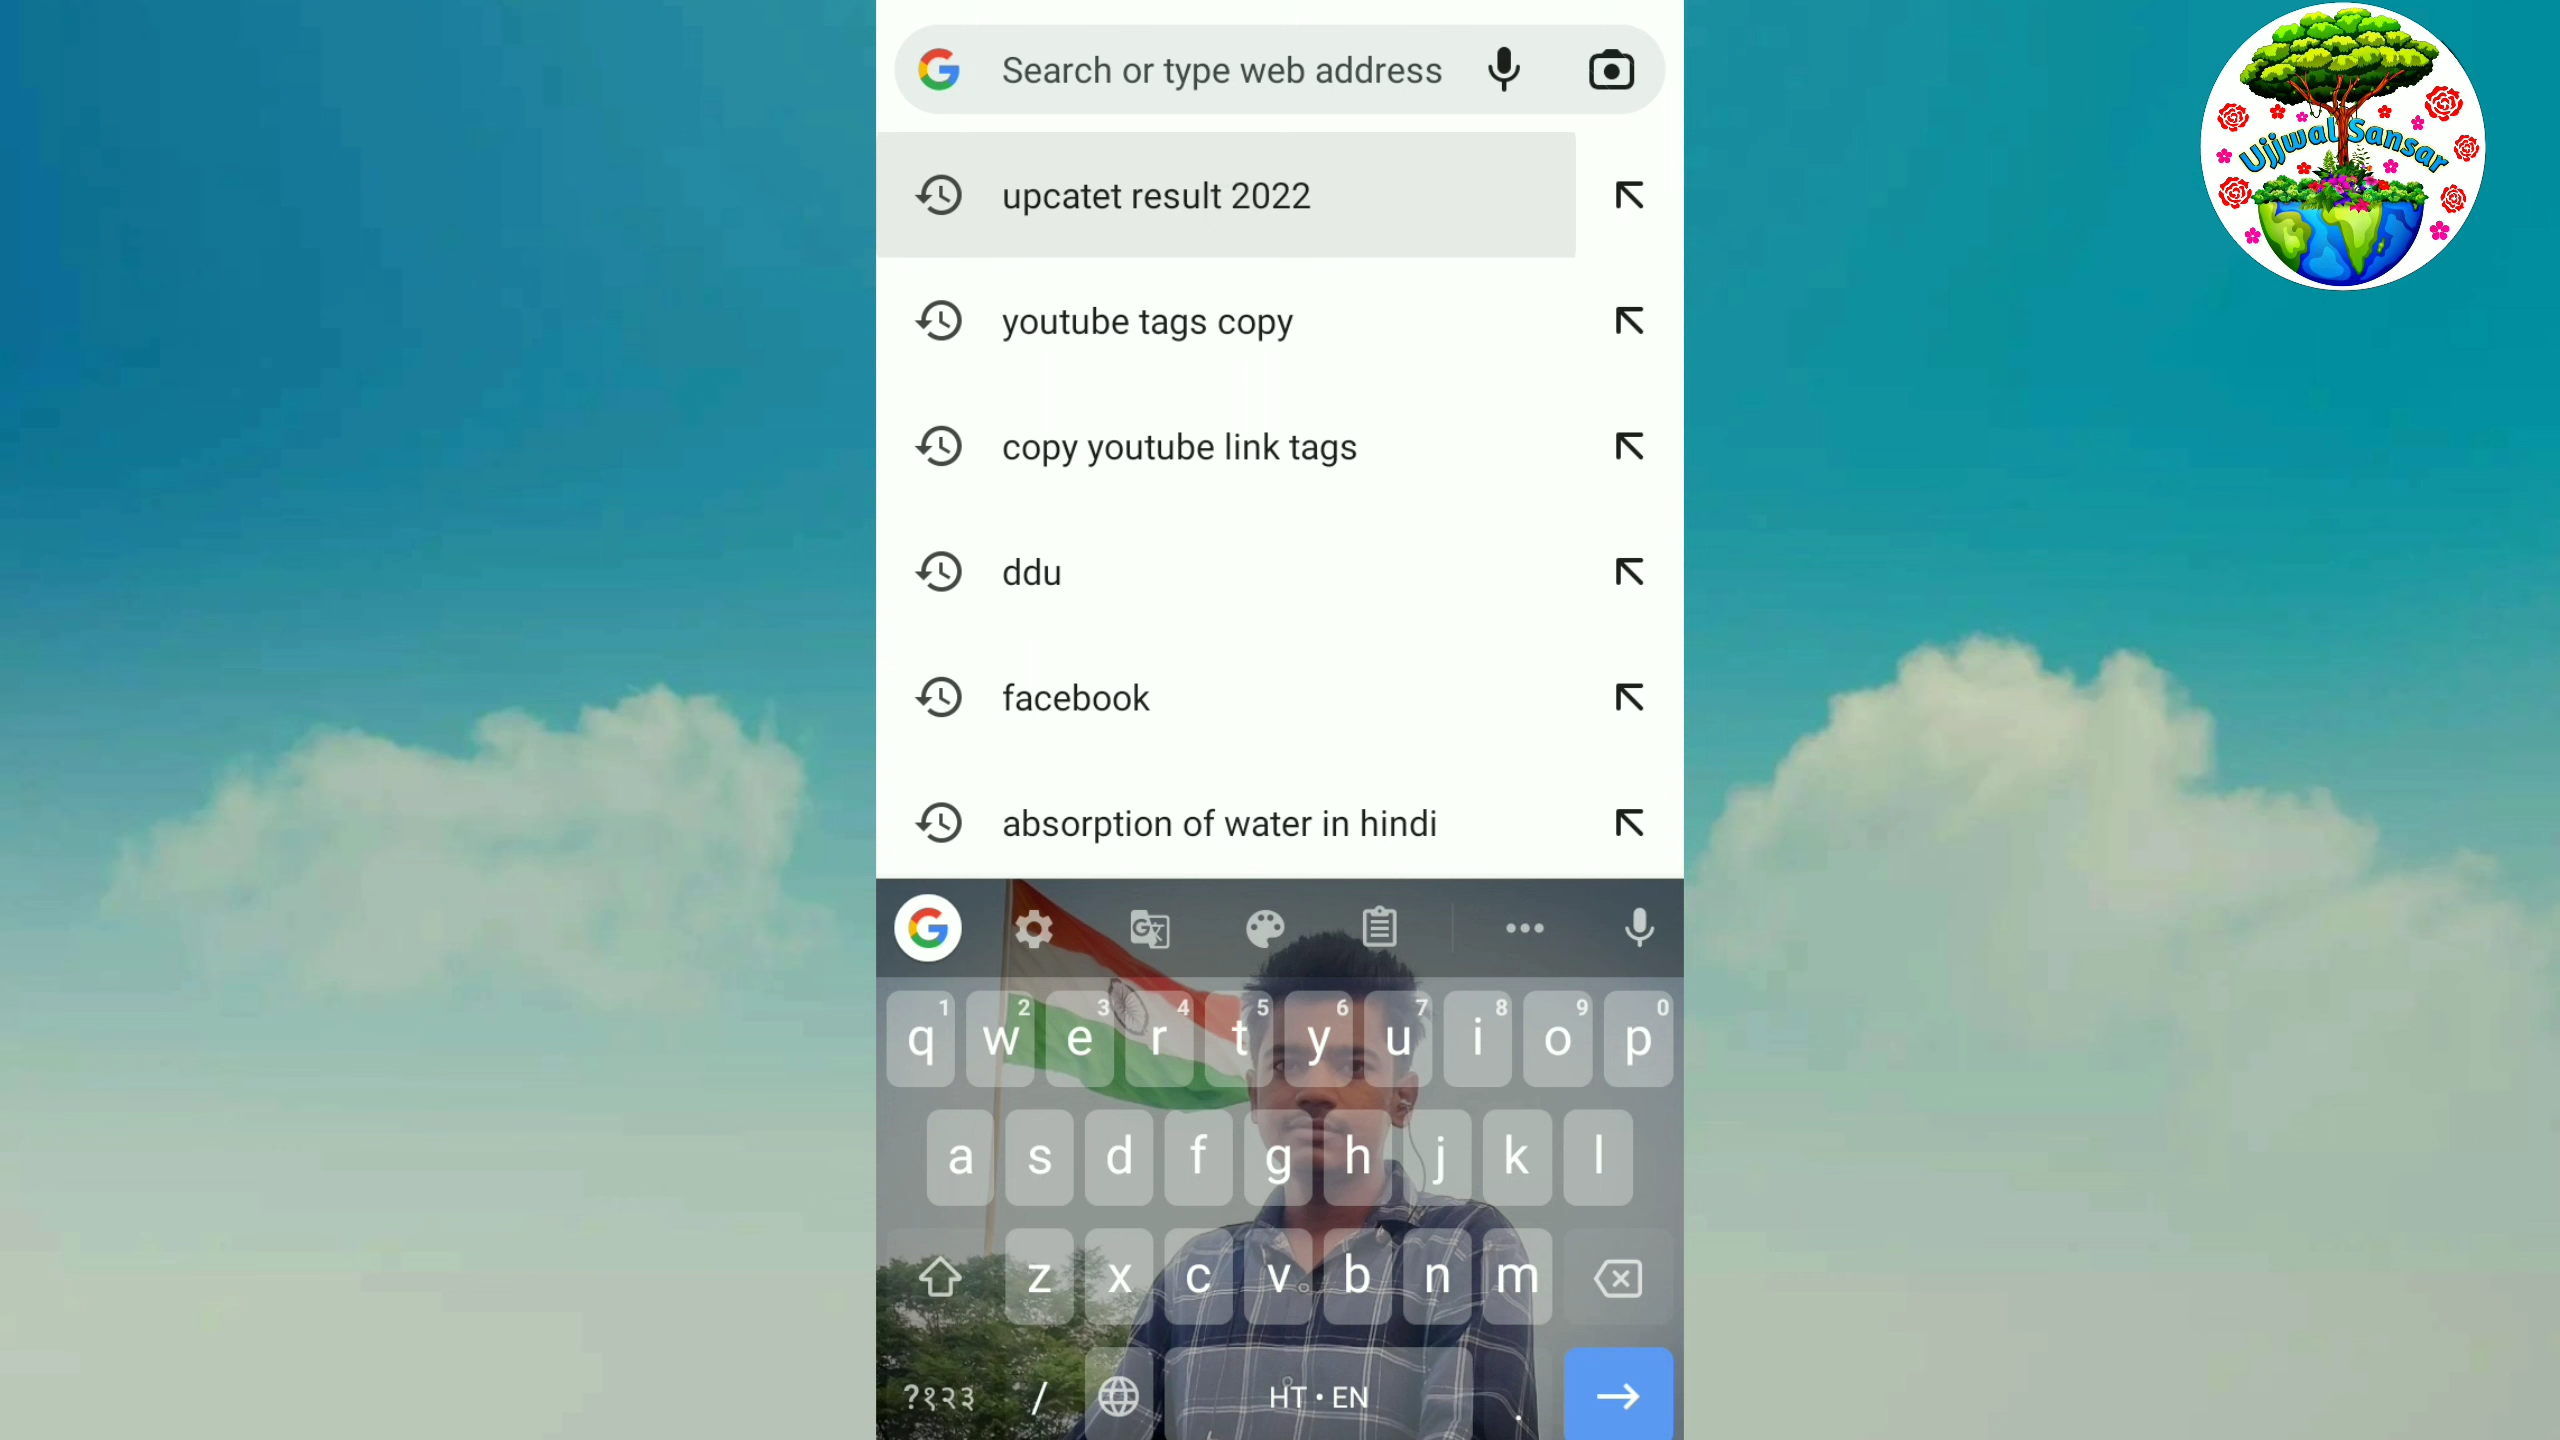 Search or type web address
Ujjwal Sansar
upcatet result 2022
youtube tags copy
copy youtube link tags
ddu
facebook
absorption of water in hindi
1 2 3 4 5 6 7 8 9 0
q w e r t y u i o p
a s d f g h j k l
z x c v b n m
?१२३ / HT • EN .